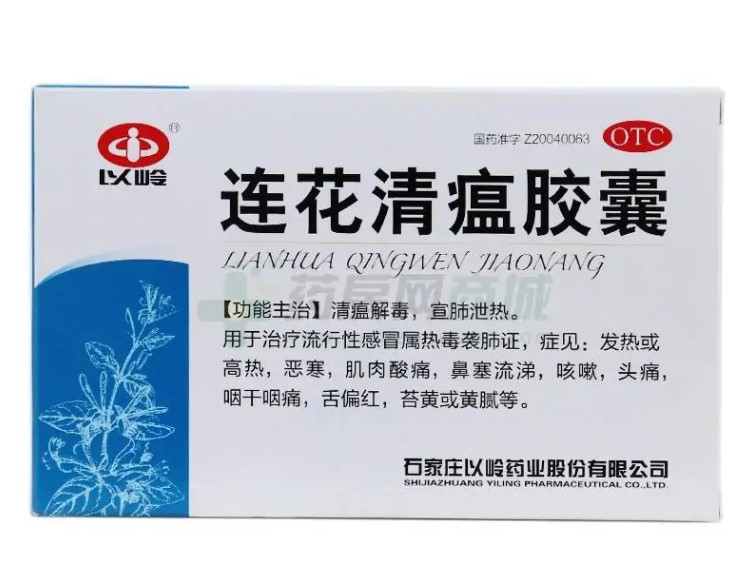 国药准字 Z20040063
OTC
®
以岭
连花清瘟胶囊
LIANHUA QINGWEN JIAONANG
药房网商城
【功能主治】清瘟解毒，宣肺泄热。
用于治疗流行性感冒属热毒袭肺证，症见：发热或
高热，恶寒，肌肉酸痛，鼻塞流涕，咳嗽，头痛，
咽干咽痛，舌偏红，苔黄或黄腻等。
石家庄以岭药业股份有限公司
SHIJIAZHUANG YILING PHARMACEUTICAL CO.,LTD.